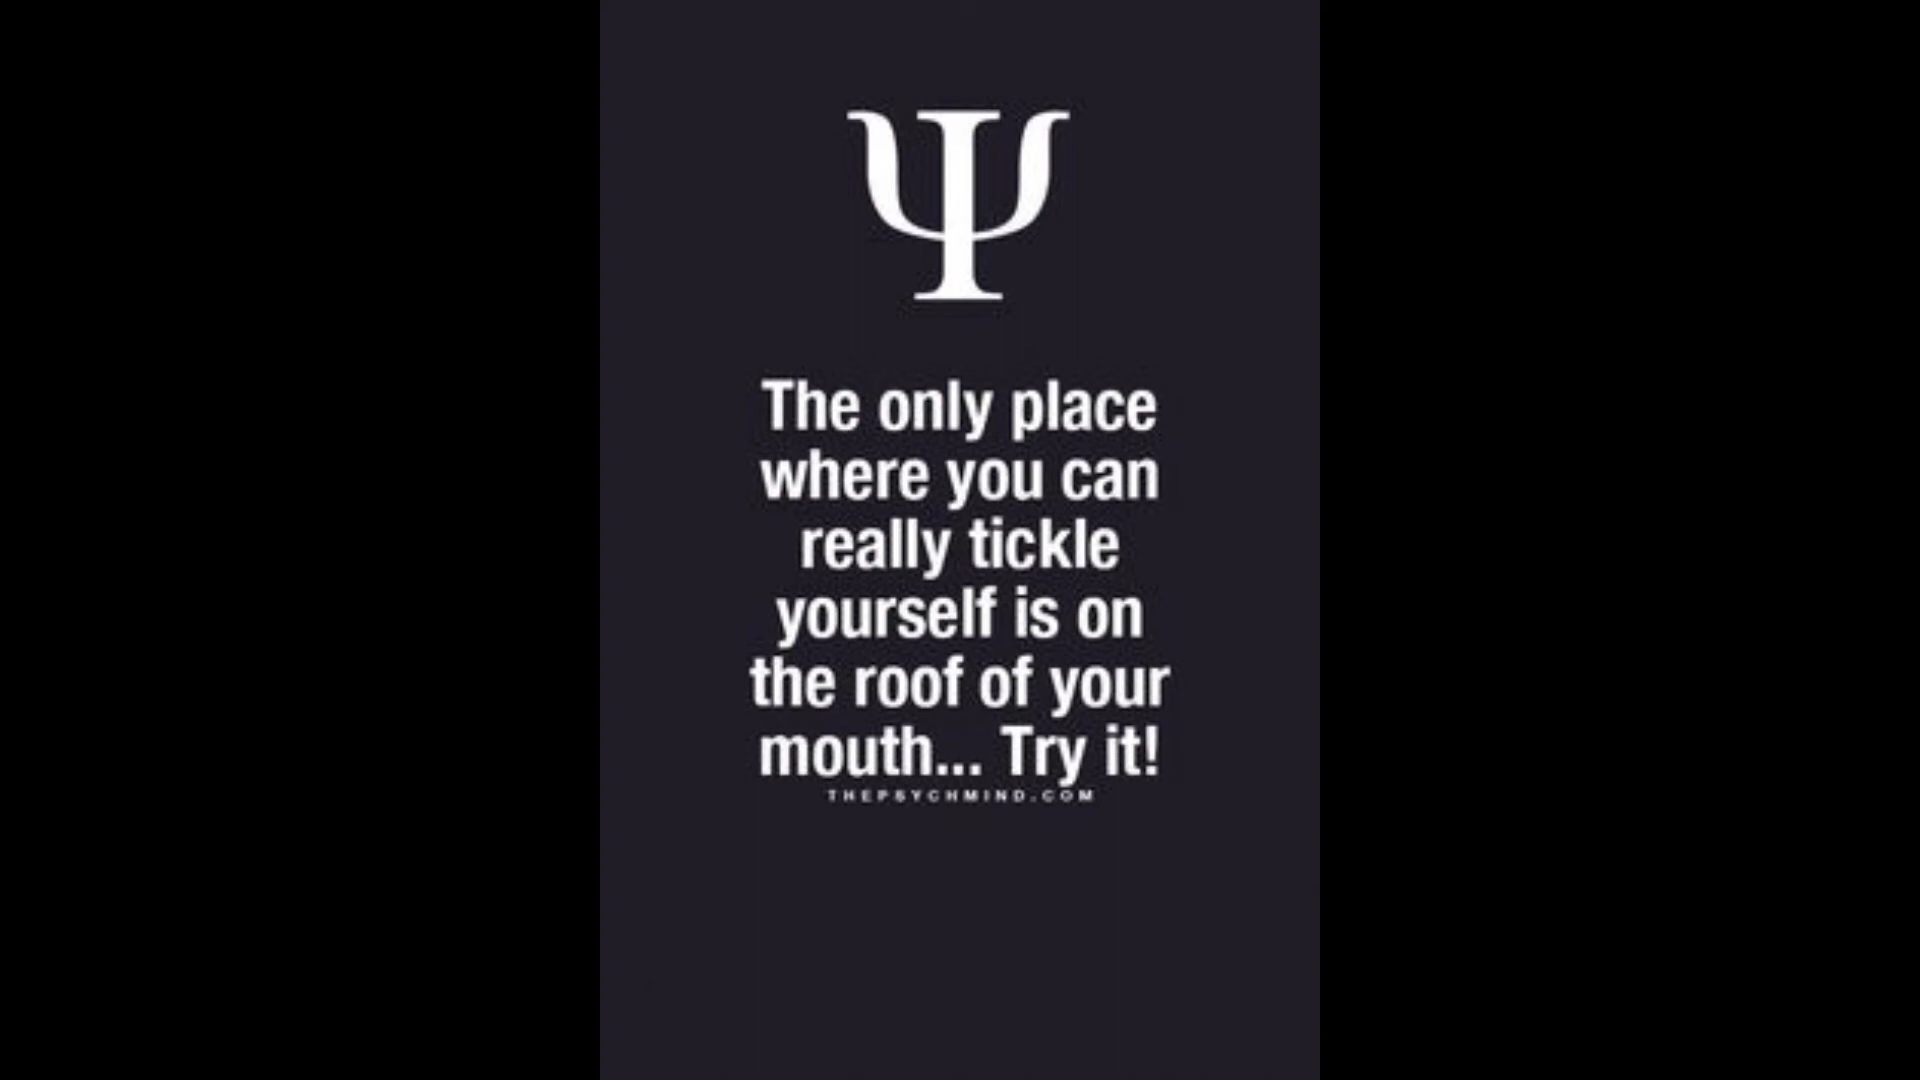 Ψ
The only place
where you can
really tickle
yourself is on
the roof of your
mouth... Try it!
THEPSYCHMIND.COM